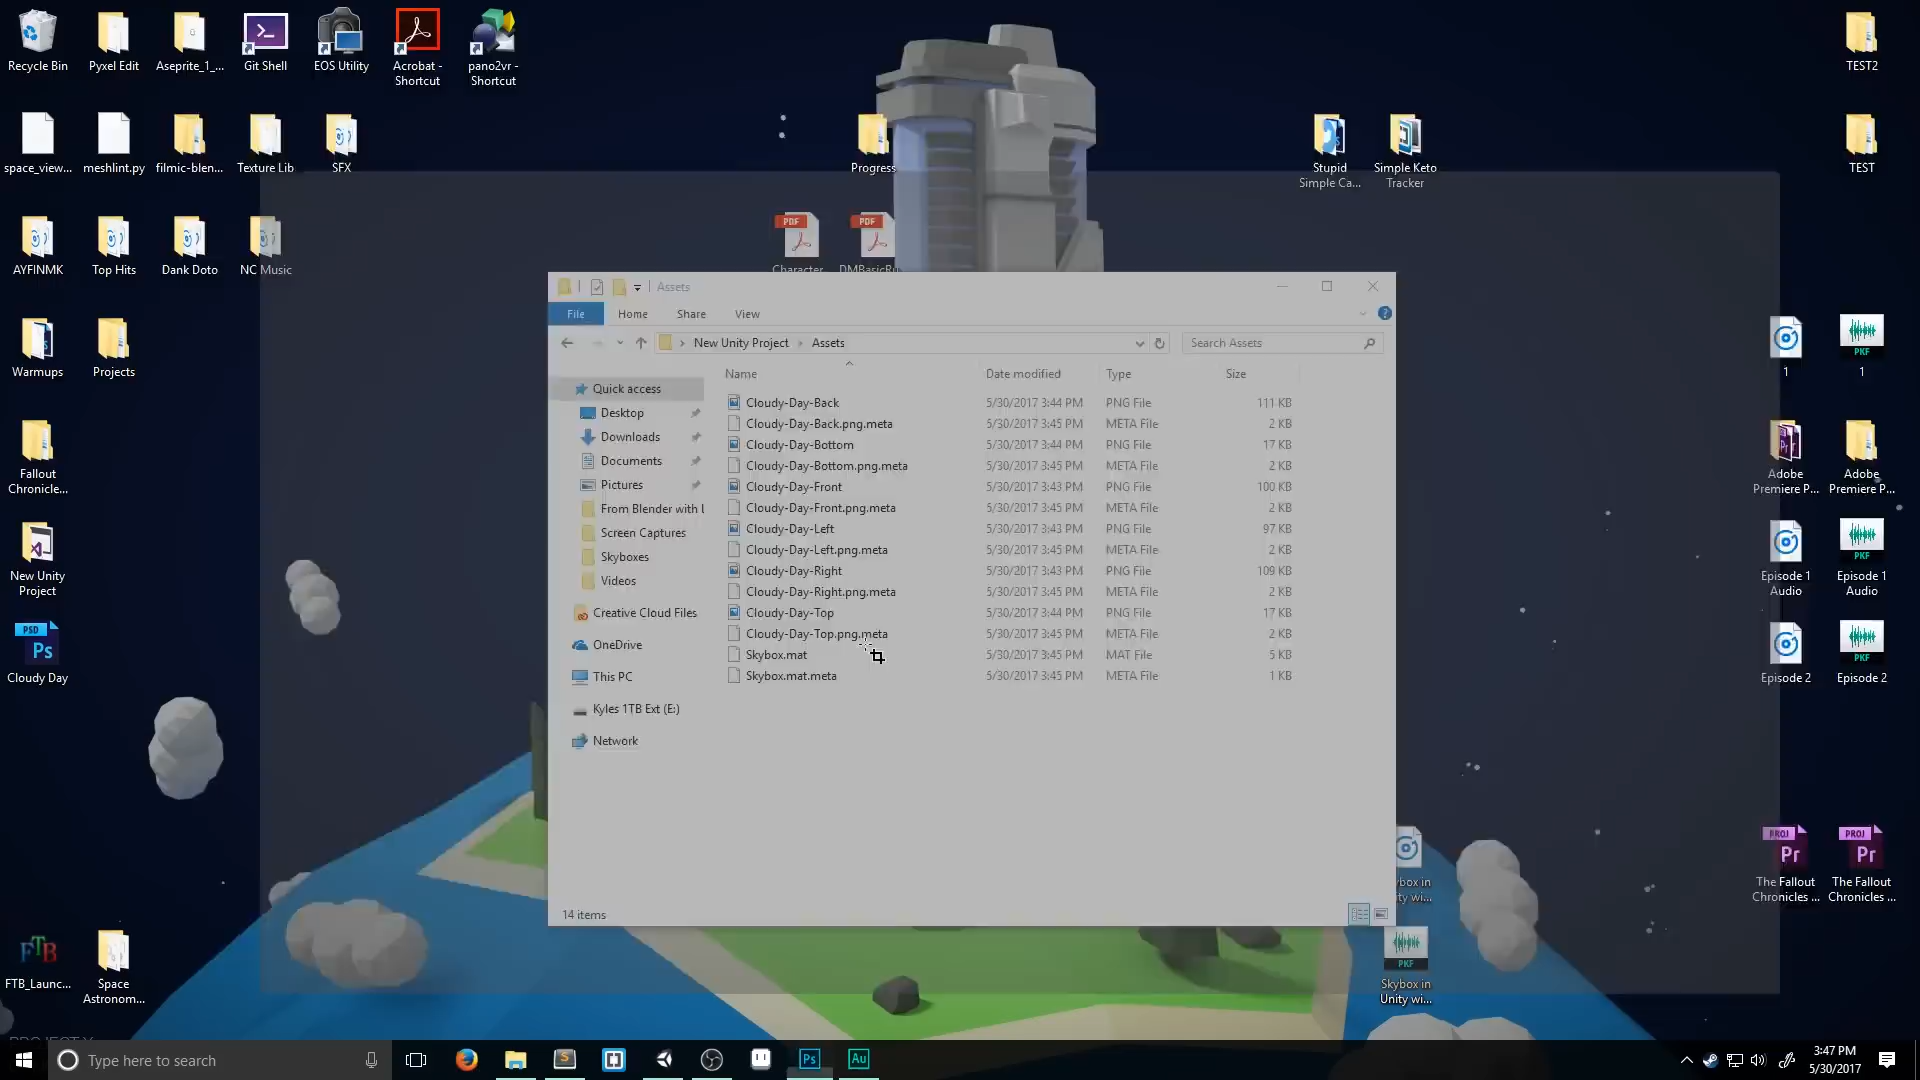 Recycle Bin
Pyxel Edit
Aseprite_1_...
Git Shell
EOS Utility
Acrobat -
Shortcut
pano2vr -
Shortcut
TEST2
space_view...
meshlint.py
filmic-blen...
Texture Lib
SFX
Progress
Stupid
Simple Ca...
Simple Keto
Tracker
TEST
AYFINMK
Top Hits
Dank Doto
NC Music
PDF
Character
PDF
Warmups
Projects
1
PKF
1
Fallout
Chronicle...
Pr
Adobe
Premiere P...
Adobe
Premiere P...
New Unity
Project
Episode 1
Audio
PKF
Episode 1
Audio
PSD
Ps
Cloudy Day
Episode 2
PKF
Episode 2
PROJ
Pr
The Fallout
Chronicles ...
PROJ
Pr
The Fallout
Chronicles ...
FTB
FTB_Launc...
Space
Astronom...
PKF
Skybox in
Unity wi...
Assets
File
Home
Share
View
New Unity Project
Assets
Search Assets
Name
Date modified
Type
Size
Quick access
Desktop
Downloads
Documents
Pictures
From Blender with
Screen Captures
Skyboxes
Videos
Creative Cloud Files
OneDrive
This PC
Kyles 1TB Ext (E:)
Network
Cloudy-Day-Back 5/30/2017 3:44 PM PNG File 111 KB
Cloudy-Day-Back.png.meta 5/30/2017 3:45 PM META File 2 KB
Cloudy-Day-Bottom 5/30/2017 3:44 PM PNG File 17 KB
Cloudy-Day-Bottom.png.meta 5/30/2017 3:45 PM META File 2 KB
Cloudy-Day-Front 5/30/2017 3:43 PM PNG File 100 KB
Cloudy-Day-Front.png.meta 5/30/2017 3:45 PM META File 2 KB
Cloudy-Day-Left 5/30/2017 3:43 PM PNG File 97 KB
Cloudy-Day-Left.png.meta 5/30/2017 3:45 PM META File 2 KB
Cloudy-Day-Right 5/30/2017 3:43 PM PNG File 109 KB
Cloudy-Day-Right.png.meta 5/30/2017 3:45 PM META File 2 KB
Cloudy-Day-Top 5/30/2017 3:44 PM PNG File 17 KB
Cloudy-Day-Top.png.meta 5/30/2017 3:45 PM META File 2 KB
Skybox.mat 5/30/2017 3:45 PM MAT File 5 KB
Skybox.mat.meta 5/30/2017 3:45 PM META File 1 KB
14 items
Type here to search
Ps
Au
3:47 PM
5/30/2017